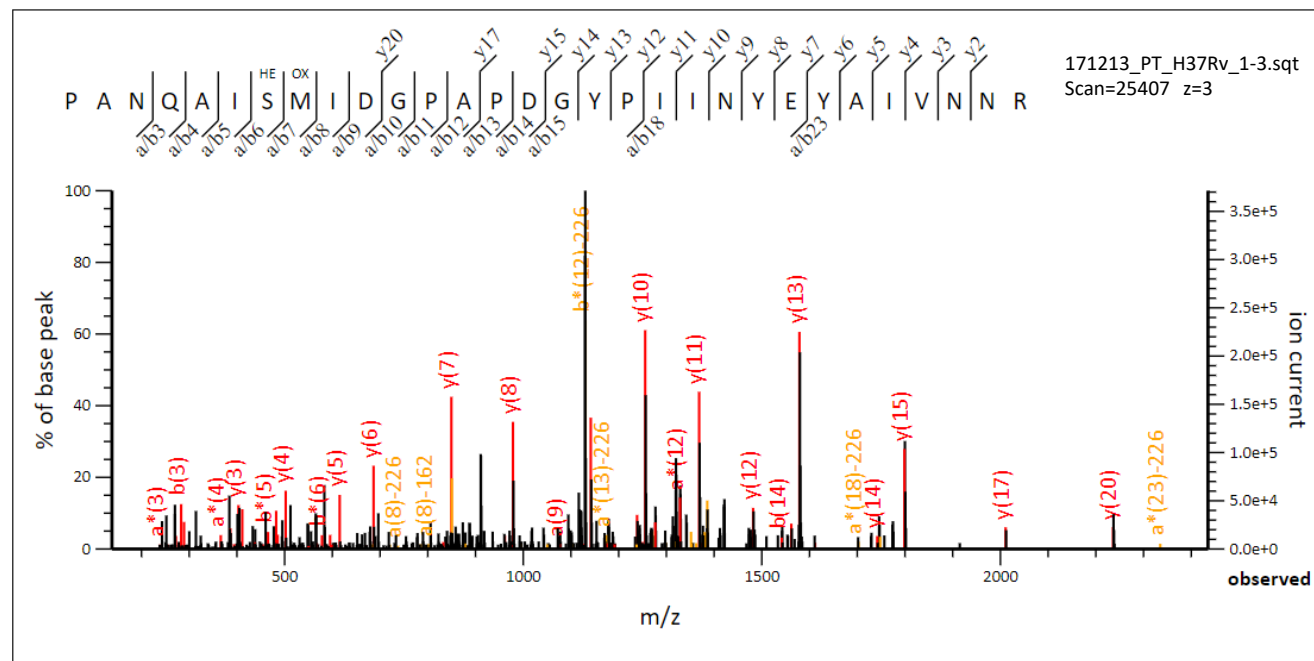 y20 y17 y15 y14 y13 y12 y11 y10 y9 y8 y7 y6 y5 y4 y3 y2
171213_PT_H37Rv_1-3.sqt
Scan=25407 z=3
HE OX
P A N Q A I S M I D G P A P D G Y P I I N Y E Y A I V N N R
a/b3 a/b4 a/b5 a/b6 a/b7 a/b8 a/b9 a/b10 a/b11 a/b12 a/b13 a/b14 a/b15 a/b18 a/b23
% of base peak
100
80
60
40
20
0
a*(3) b(3) a*(4) y(3) b*(5) y(4) b*(6) y(5) y(6) a(8)-226 y(7) a(8)-162 y(8) a(9) b*(12)-226 a*(13)-226 y(10) a*(12) y(11) y(12) b(14) y(13) a*(18)-226 y(14) y(15) y(17) y(20) a*(23)-226
3.5e+5
3.0e+5
2.5e+5
2.0e+5
1.5e+5
1.0e+5
5.0e+4
0.0e+0
ion current
500 1000 1500 2000
observed
m/z